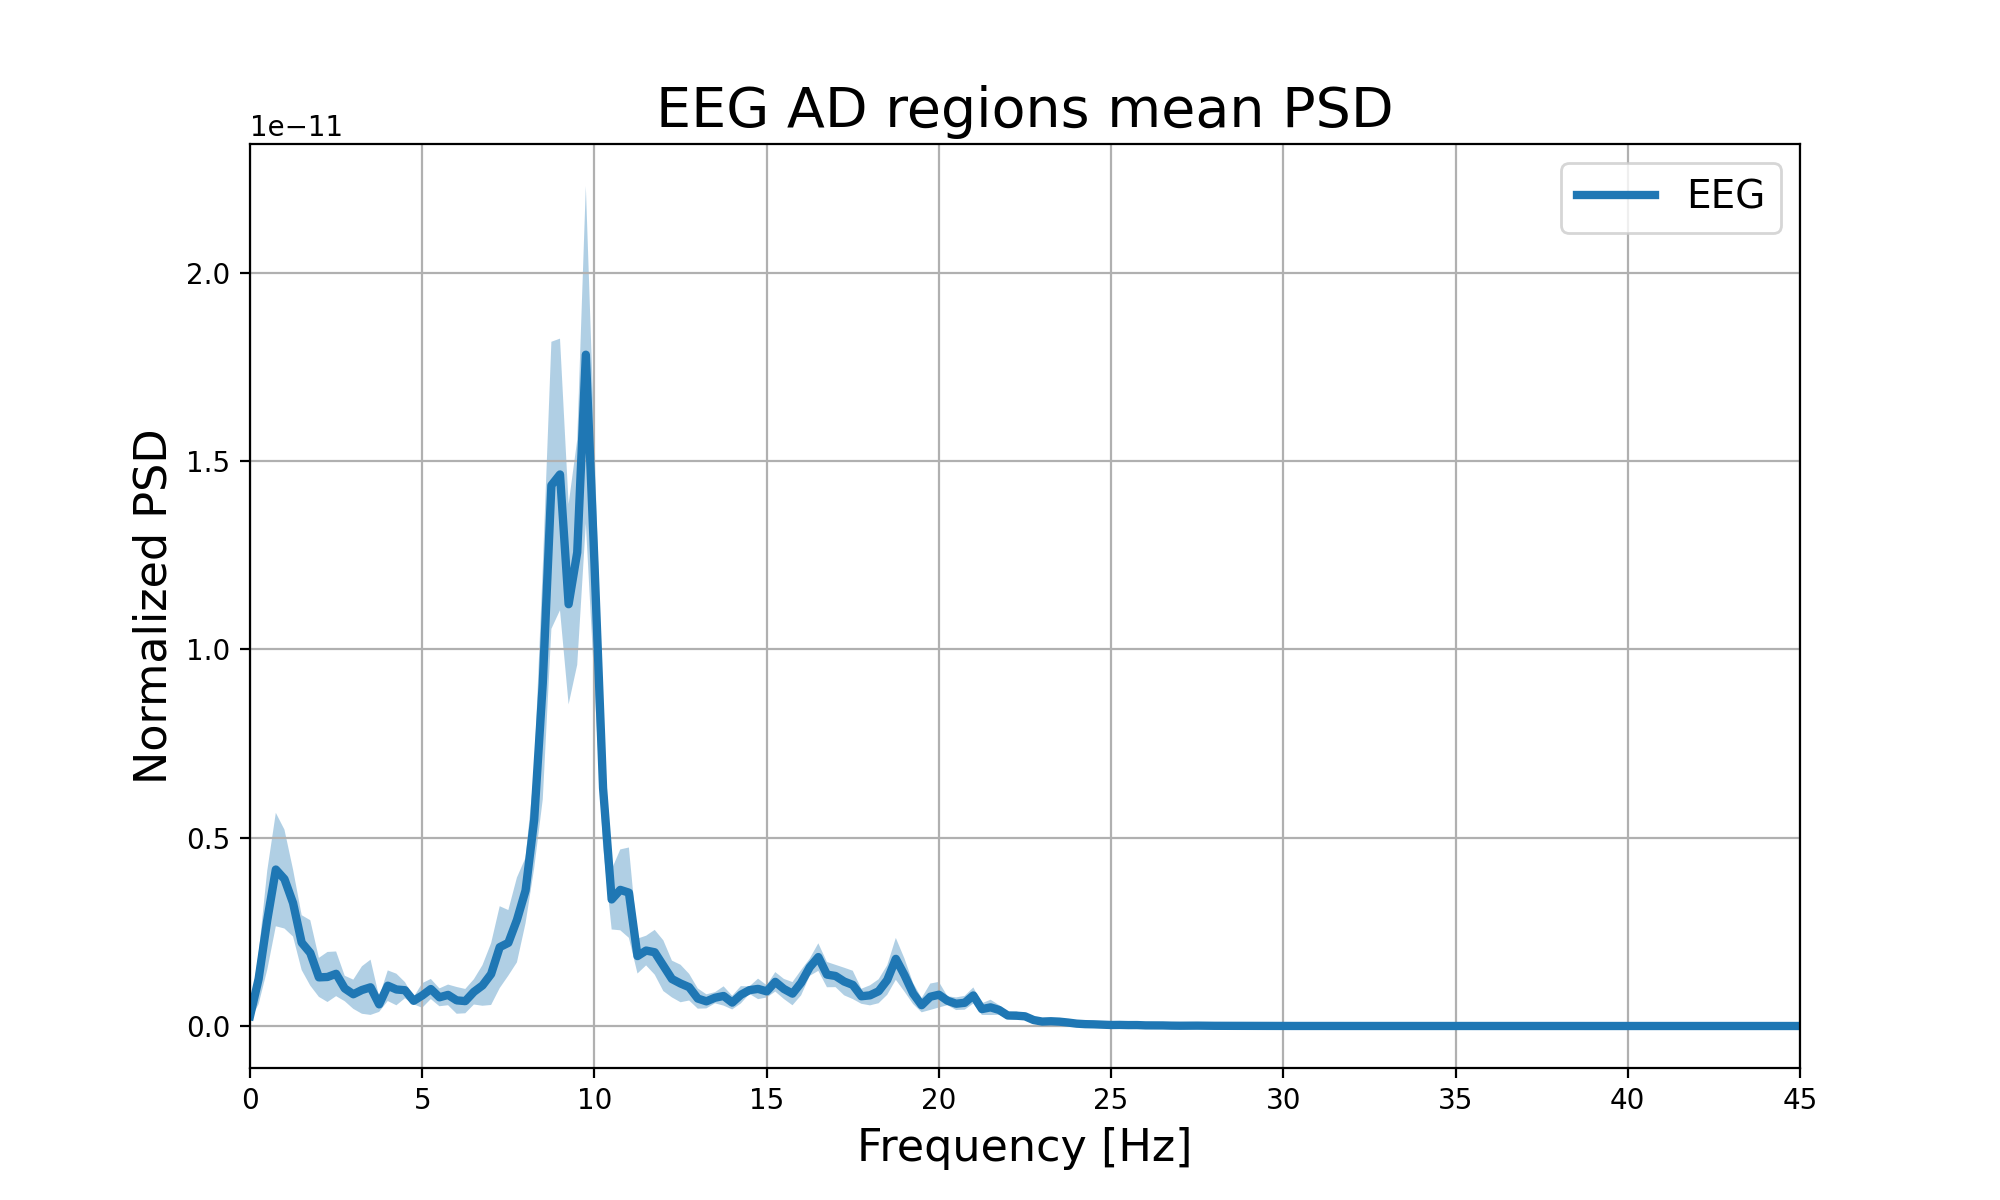 EEG AD regions mean PSD
1e−11
EEG
2.0
1.5
1.0
0.5
0.0
Normalized PSD
0 5 10 15 20 25 30 35 40 45
Frequency [Hz]